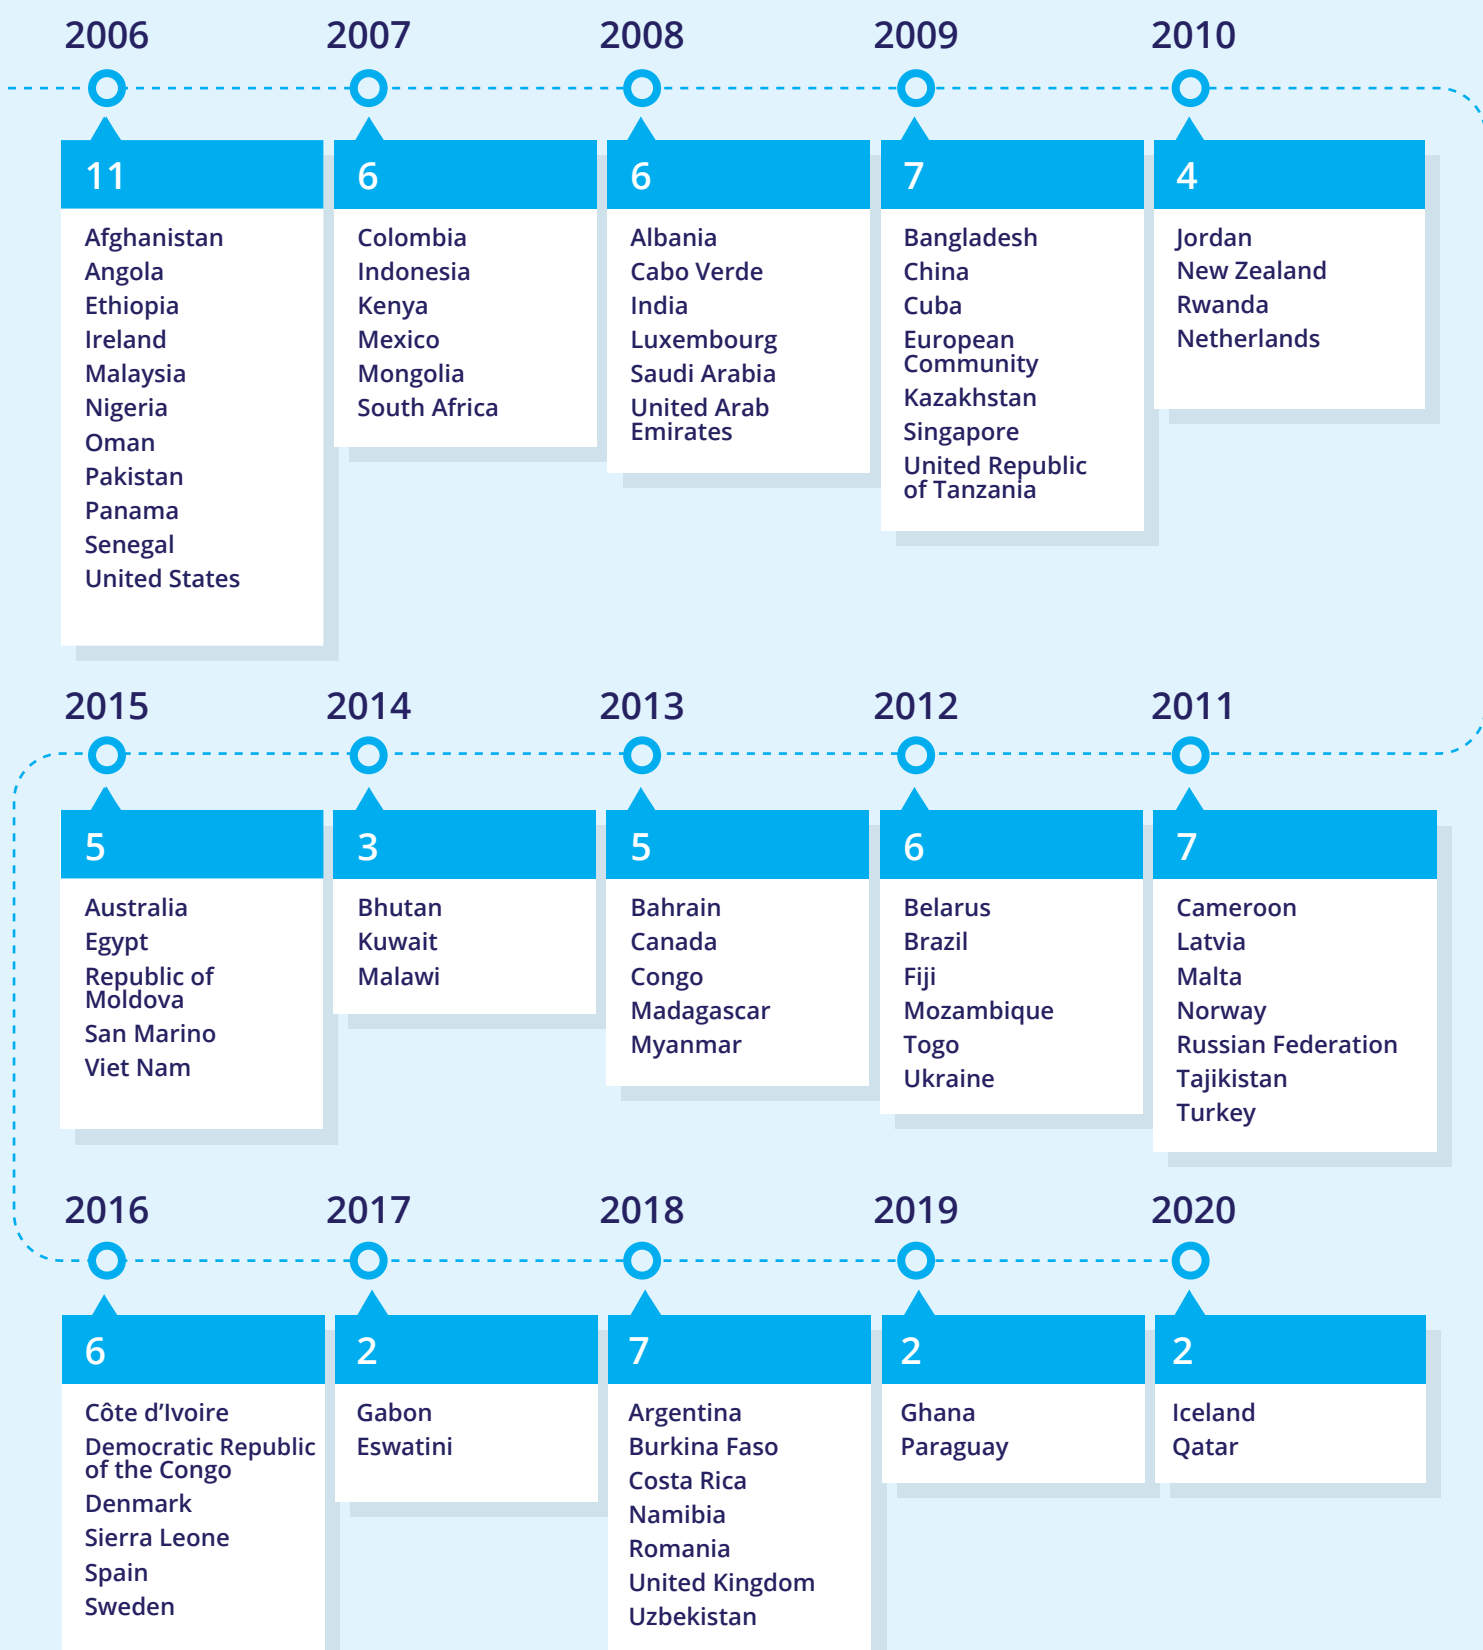 2006
11
Afghanistan
Angola
Ethiopia
Ireland
Malaysia
Nigeria
Oman
Pakistan
Panama
Senegal
United States
2007
6
Colombia
Indonesia
Kenya
Mexico
Mongolia
South Africa
2008
6
Albania
Cabo Verde
India
Luxembourg
Saudi Arabia
United Arab
Emirates
2009
7
Bangladesh
China
Cuba
European
Community
Kazakhstan
Singapore
United Republic
of Tanzania
2010
4
Jordan
New Zealand
Rwanda
Netherlands
2015
5
Australia
Egypt
Republic of
Moldova
San Marino
Viet Nam
2014
3
Bhutan
Kuwait
Malawi
2013
5
Bahrain
Canada
Congo
Madagascar
Myanmar
2012
6
Belarus
Brazil
Fiji
Mozambique
Togo
Ukraine
2011
7
Cameroon
Latvia
Malta
Norway
Russian Federation
Tajikistan
Turkey
2016
6
Côte d’Ivoire
Democratic Republic
of the Congo
Denmark
Sierra Leone
Spain
Sweden
2017
2
Gabon
Eswatini
2018
7
Argentina
Burkina Faso
Costa Rica
Namibia
Romania
United Kingdom
Uzbekistan
2019
2
Ghana
Paraguay
2020
2
Iceland
Qatar